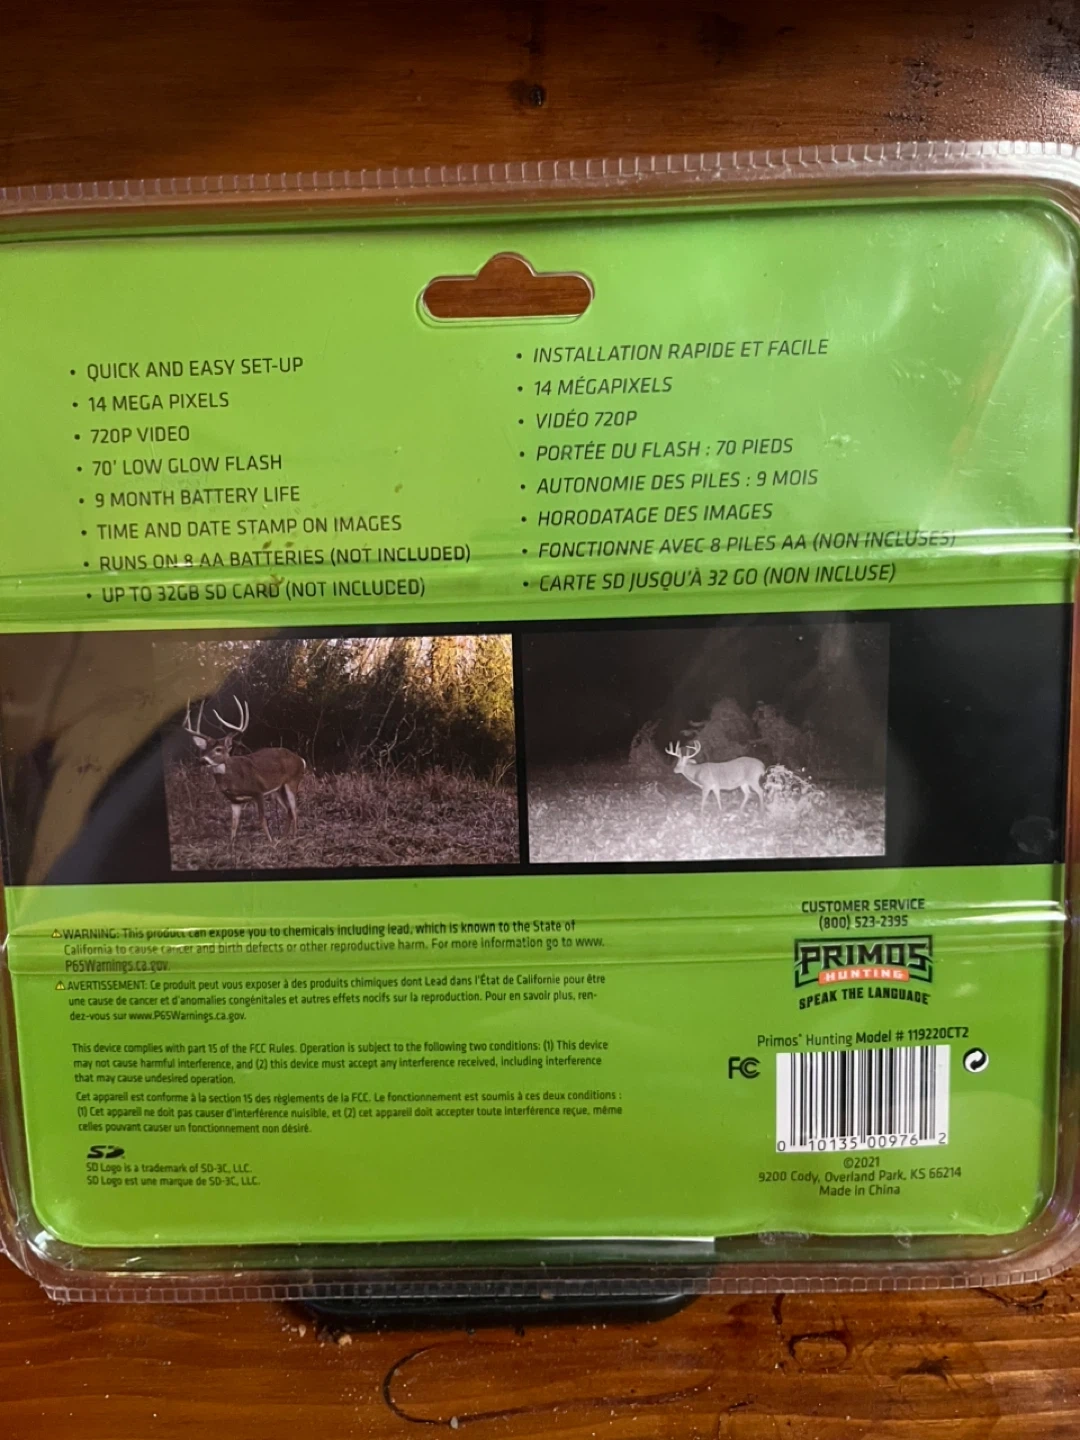 • QUICK AND EASY SET-UP
• 14 MEGA PIXELS
• 720P VIDEO
• 70' LOW GLOW FLASH
• 9 MONTH BATTERY LIFE
• TIME AND DATE STAMP ON IMAGES
• RUNS ON 8 AA BATTERIES (NOT INCLUDED)
• UP TO 32GB SD CARD (NOT INCLUDED)
• INSTALLATION RAPIDE ET FACILE
• 14 MÉGAPIXELS
• VIDÉO 720P
• PORTÉE DU FLASH : 70 PIEDS
• AUTONOMIE DES PILES : 9 MOIS
• HORODATAGE DES IMAGES
• FONCTIONNE AVEC 8 PILES AA (NON INCLUSES)
• CARTE SD JUSQU'À 32 GO (NON INCLUSE)
⚠WARNING: This product can expose you to chemicals including lead, which is known to the State of
California to cause cancer and birth defects or other reproductive harm. For more information go to www.
P65Warnings.ca.gov.
⚠AVERTISSEMENT: Ce produit peut vous exposer à des produits chimiques dont Lead dans l'État de Californie pour être
une cause de cancer et d'anomalies congénitales et autres effets nocifs sur la reproduction. Pour en savoir plus, ren-
dez-vous sur www.P65Warnings.ca.gov.
This device complies with part 15 of the FCC Rules. Operation is subject to the following two conditions: (1) This device
may not cause harmful interference, and (2) this device must accept any interference received, including interference
that may cause undesired operation.
Cet appareil est conforme à la section 15 des règlements de la FCC. Le fonctionnement est soumis à ces deux conditions :
(1) Cet appareil ne doit pas causer d'interférence nuisible, et (2) cet appareil doit accepter toute interférence reçue, même
celles pouvant causer un fonctionnement non désiré.
SD
SD Logo is a trademark of SD-3C, LLC.
SD Logo est une marque de SD-3C, LLC.
CUSTOMER SERVICE
(800) 523-2395
PRIMOS
HUNTING
SPEAK THE LANGUAGE
Primos® Hunting Model # 119220CT2
FC
0 10135 00976 2
©2021
9200 Cody, Overland Park, KS 66214
Made in China